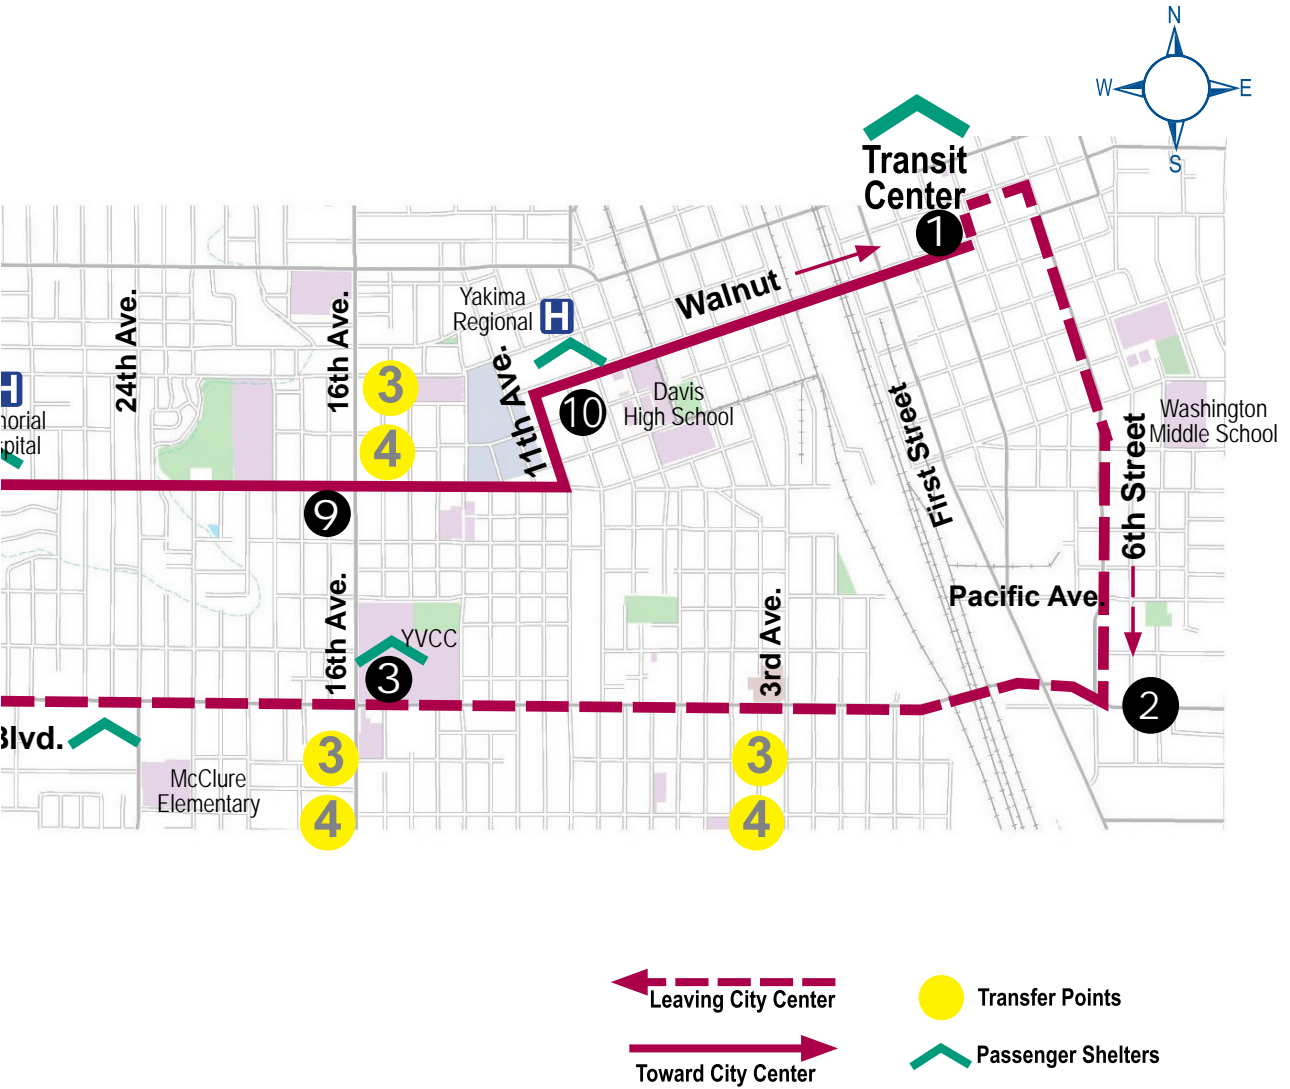 N
W
E
S
Transit
Center
1
Walnut
Yakima
Regional
H
24th Ave.
16th Ave.
3
4
11th Ave.
10
Davis
High School
First Street
Washington
Middle School
6th Street
H
morial
spital
9
16th Ave.
YVCC
3
3rd Ave.
Pacific Ave.
2
Blvd.
McClure
Elementary
3
4
3
4
Leaving City Center
Transfer Points
Toward City Center
Passenger Shelters